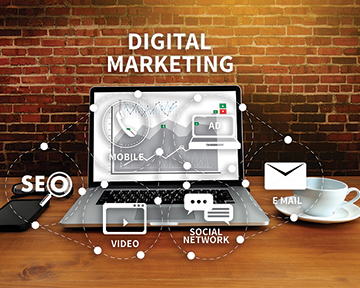 DIGITAL
MARKETING
AD
MOBILE
SEO
E MAIL
VIDEO
SOCIAL
NETWORK